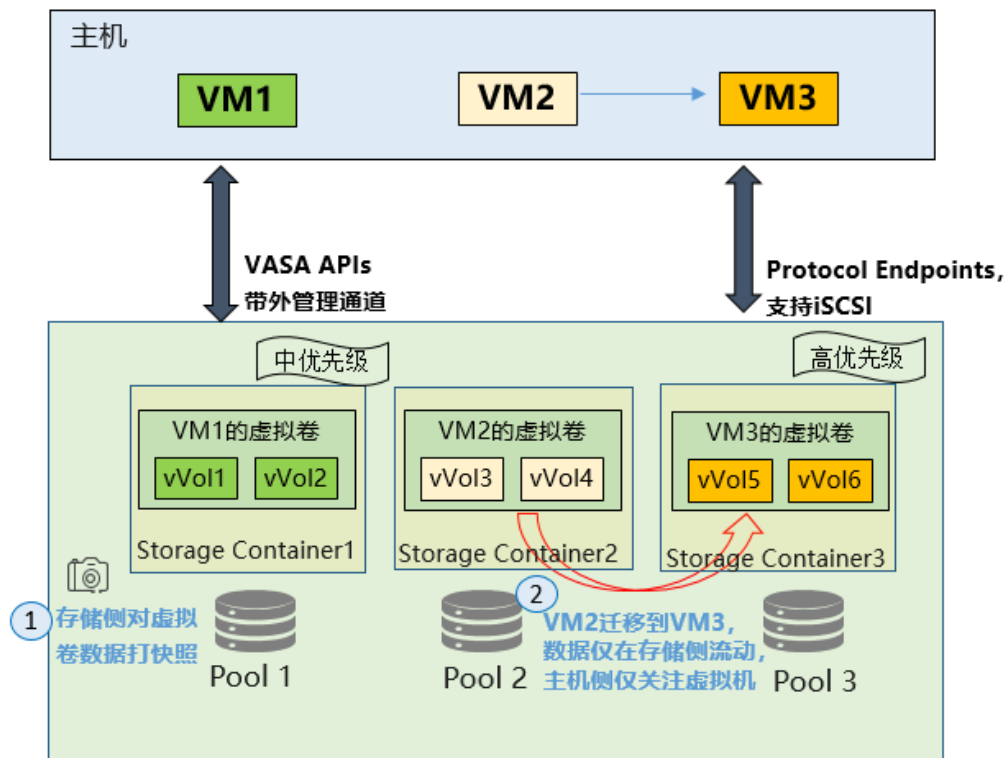 主机
VM1
VM2
VM3
VASA APIs
带外管理通道
Protocol Endpoints,
支持iSCSI
中优先级
高优先级
VM1的虚拟卷
vVol1
vVol2
Storage Container1
VM2的虚拟卷
vVol3
vVol4
Storage Container2
VM3的虚拟卷
vVol5
vVol6
Storage Container3
1
存储侧对虚拟
卷数据打快照
Pool 1
Pool 2
2
VM2迁移到VM3，
数据仅在存储侧流动，
主机侧仅关注虚拟机
Pool 3